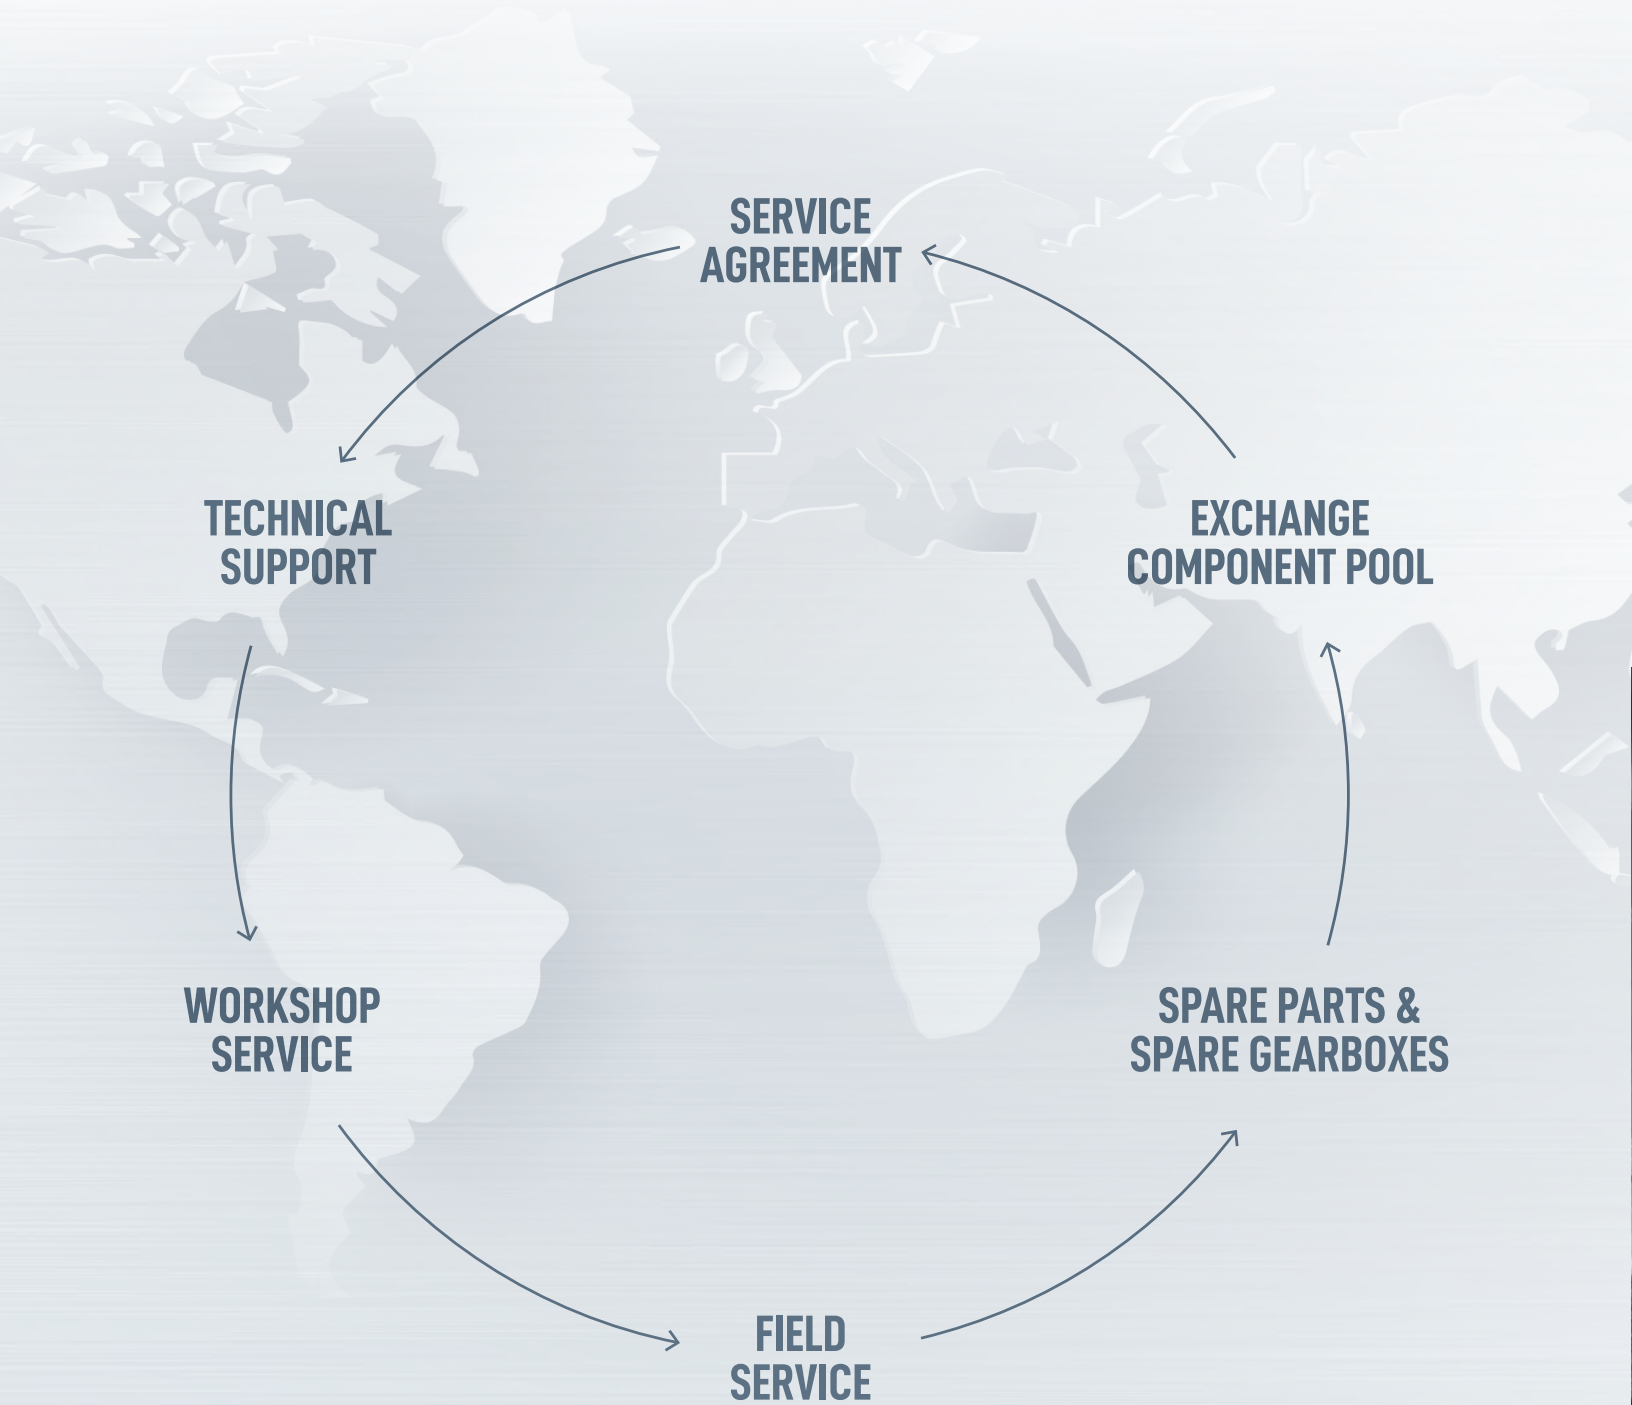 SERVICE
AGREEMENT
TECHNICAL
SUPPORT
EXCHANGE
COMPONENT POOL
WORKSHOP
SERVICE
SPARE PARTS &
SPARE GEARBOXES
FIELD
SERVICE